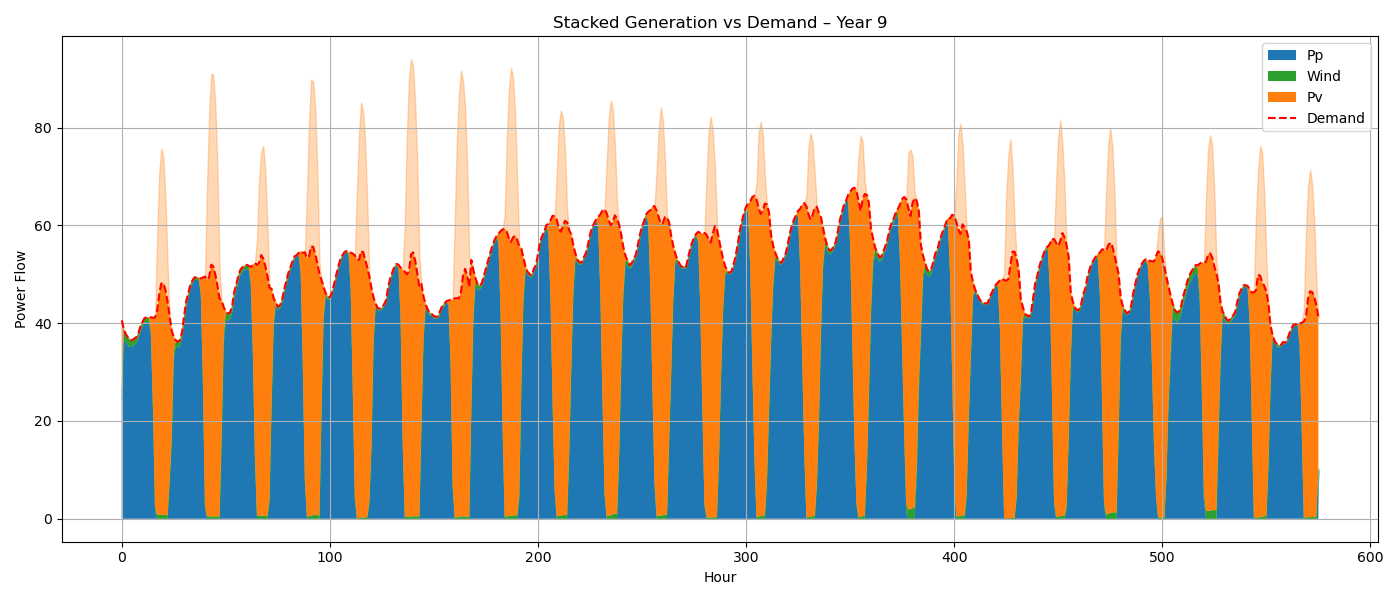 Stacked Generation vs Demand – Year 9
Pp
Wind
Pv
Demand
Power Flow
80
60
40
20
0
0 100 200 300 400 500 600
Hour